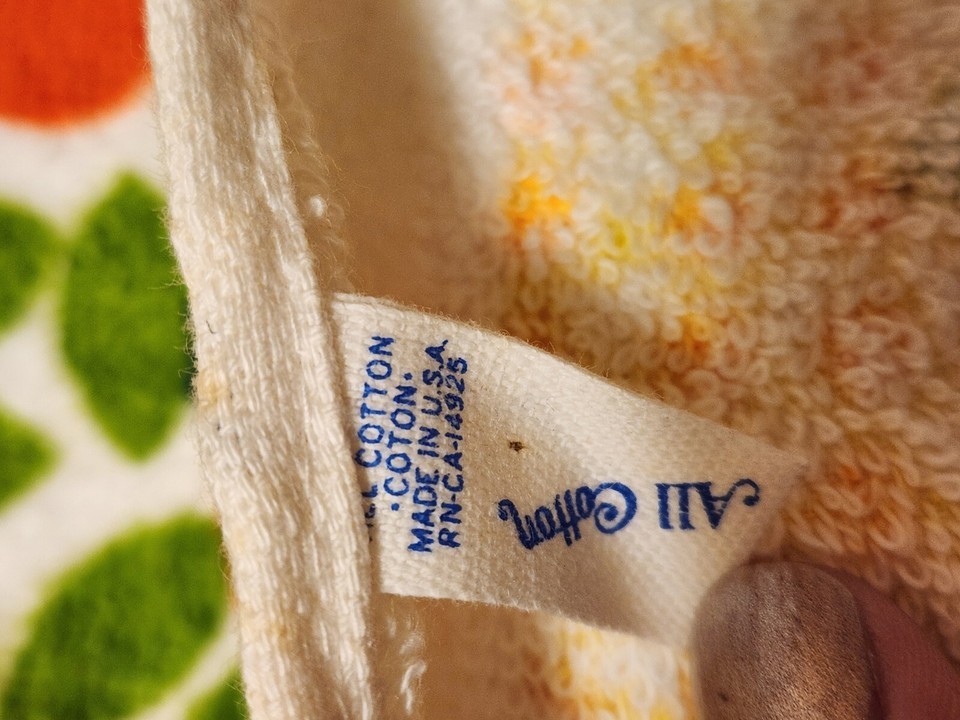 All Cotton
COTTON
• COTON •
MADE IN U.S.A.
RN-CA-14925